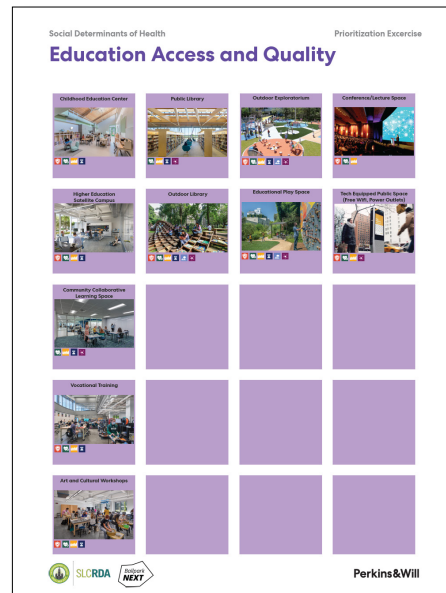 Social Determinants of Health
Prioritization Excercise
Education Access and Quality
Childhood Education Center
Public Library
Outdoor Exploratorium
Conference/Lecture Space
Higher Education
Satellite Campus
Outdoor Library
Educational Play Space
Tech Equipped Public Space
(Free Wifi, Power Outlets)
Community Collaborative
Learning Space
Vocational Training
Art and Cultural Workshops
SLCRDA
Ballpark
NEXT
Perkins&Will